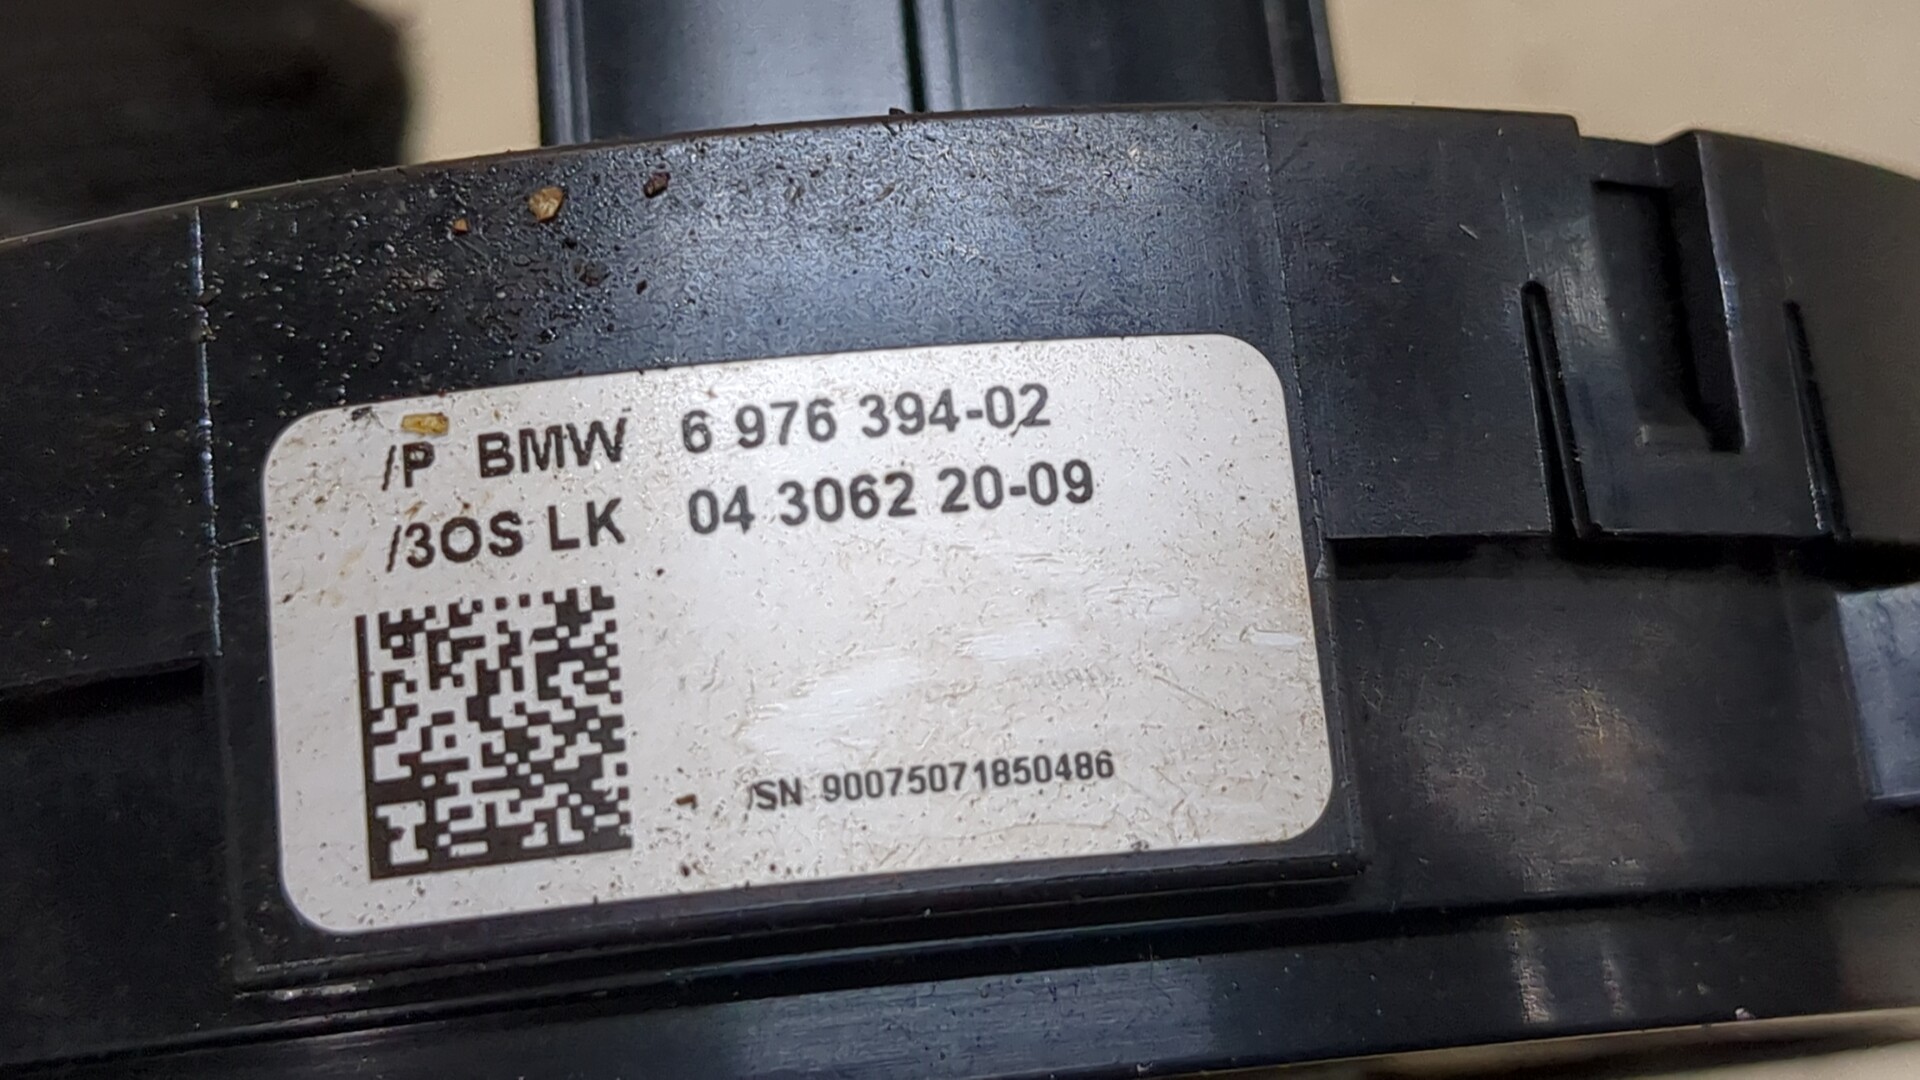 /P BMW 6 976 394-02
/3OS LK 04 3062 20-09
/SN 90075071850486